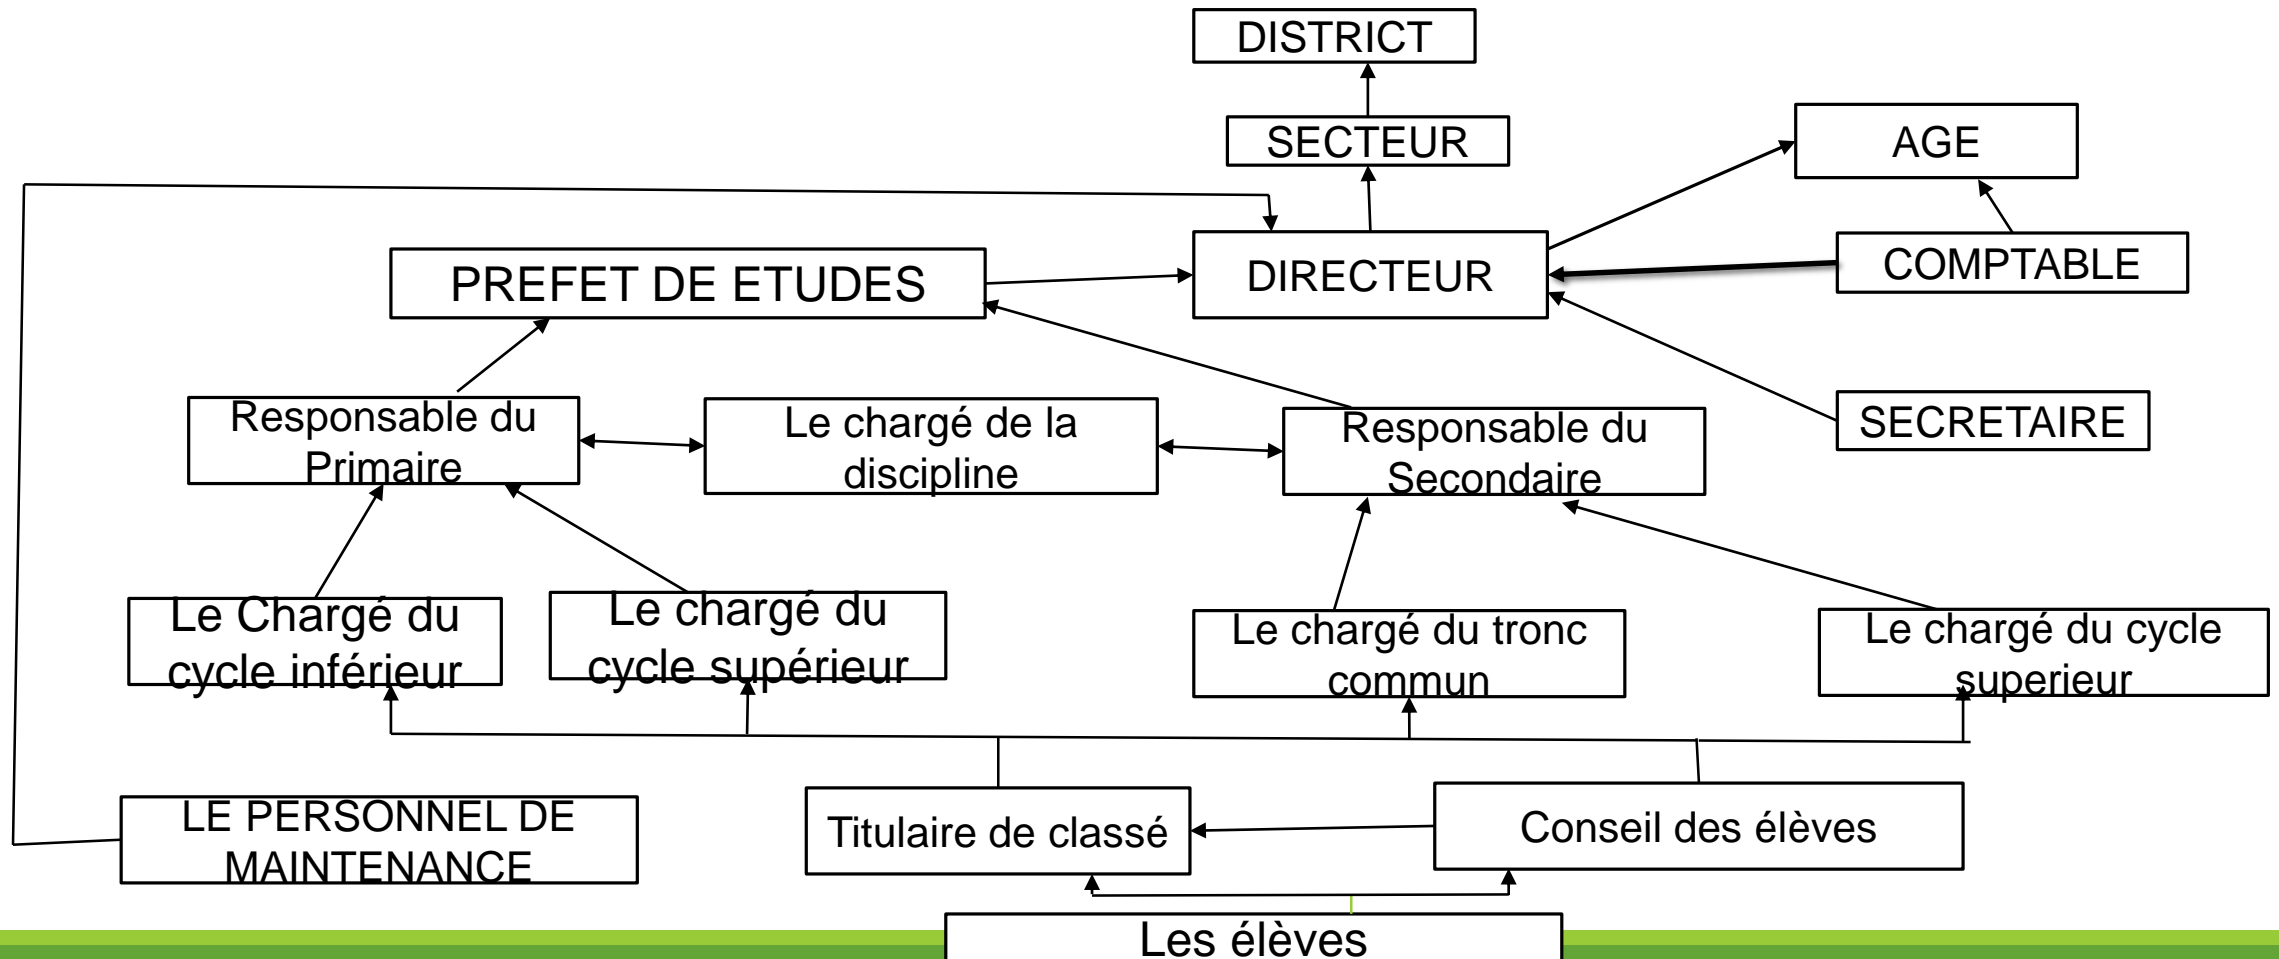 DISTRICT
SECTEUR
AGE
PREFET DE ETUDES
DIRECTEUR
COMPTABLE
Responsable du
Primaire
Le chargé de la
discipline
Responsable du
Secondaire
SECRETAIRE
Le Chargé du
cycle inférieur
Le chargé du
cycle supérieur
Le chargé du tronc
commun
Le chargé du cycle
superieur
LE PERSONNEL DE
MAINTENANCE
Titulaire de classé
Conseil des élèves
Les élèves